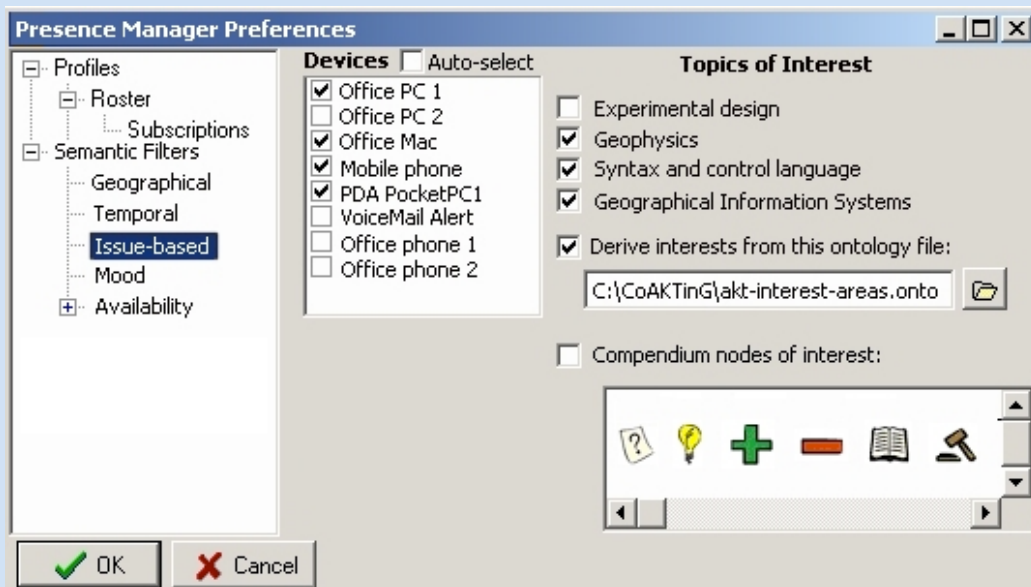 Presence Manager Preferences
Profiles
Roster
Subscriptions
Semantic Filters
Geographical
Temporal
Issue-based
Mood
Availability
Devices
Auto-select
Office PC 1
Office PC 2
Office Mac
Mobile phone
PDA PocketPC1
VoiceMail Alert
Office phone 1
Office phone 2
Topics of Interest
Experimental design
Geophysics
Syntax and control language
Geographical Information Systems
Derive interests from this ontology file:
C:\CoAKTinG\akt-interest-areas.onto
Compendium nodes of interest:
?
OK
Cancel